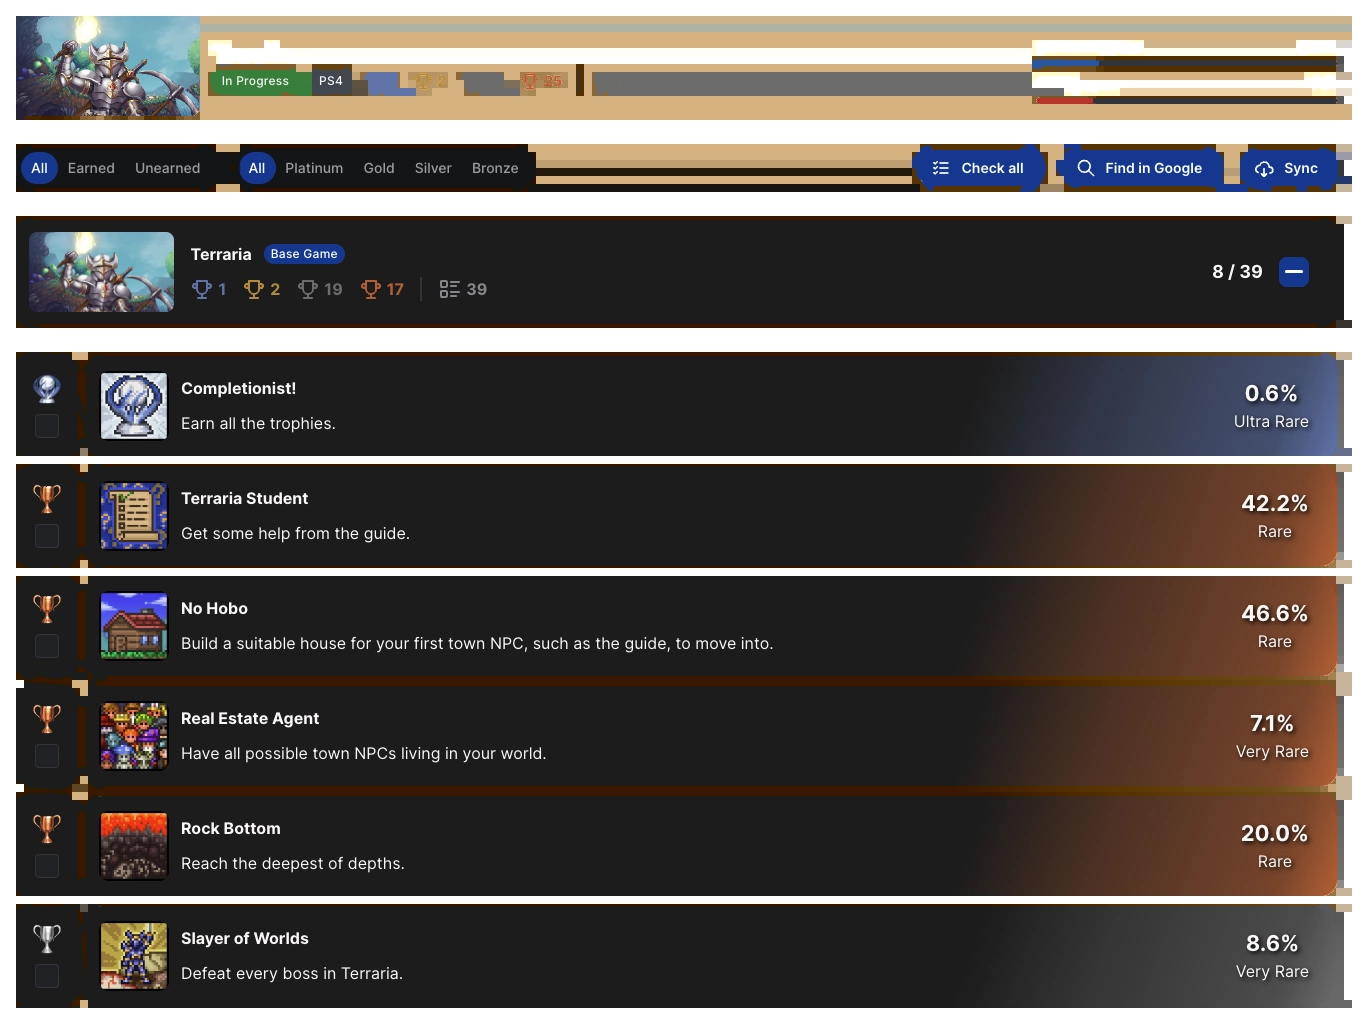 In Progress PS4 2 25
All Earned Unearned All Platinum Gold Silver Bronze Check all Find in Google Sync
Terraria Base Game
1 2 19 17 39
8 / 39
Completionist!
Earn all the trophies.
0.6%
Ultra Rare
Terraria Student
Get some help from the guide.
42.2%
Rare
No Hobo
Build a suitable house for your first town NPC, such as the guide, to move into.
46.6%
Rare
Real Estate Agent
Have all possible town NPCs living in your world.
7.1%
Very Rare
Rock Bottom
Reach the deepest of depths.
20.0%
Rare
Slayer of Worlds
Defeat every boss in Terraria.
8.6%
Very Rare